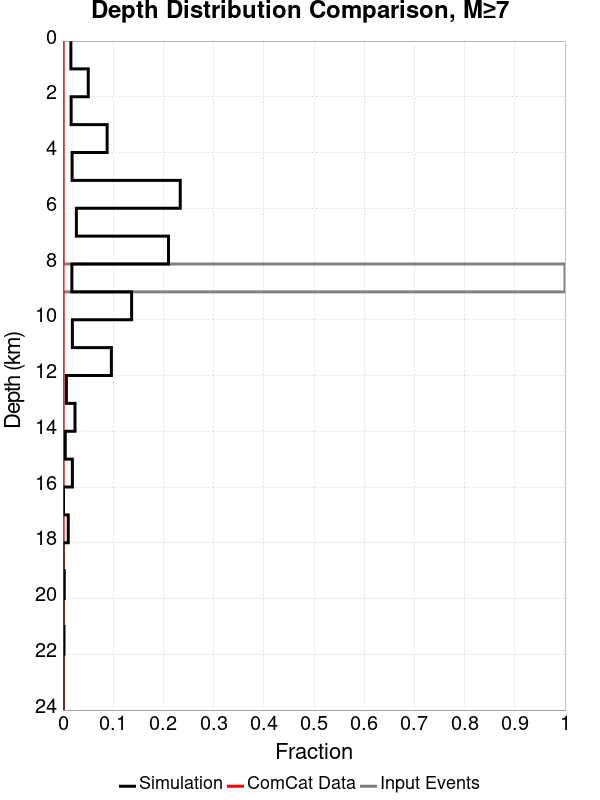 Depth Distribution Comparison, M≥7
0
2
4
6
8
10
12
14
16
18
20
22
24
Depth (km)
0 0.1 0.2 0.3 0.4 0.5 0.6 0.7 0.8 0.9 1
Fraction
Simulation ComCat Data Input Events